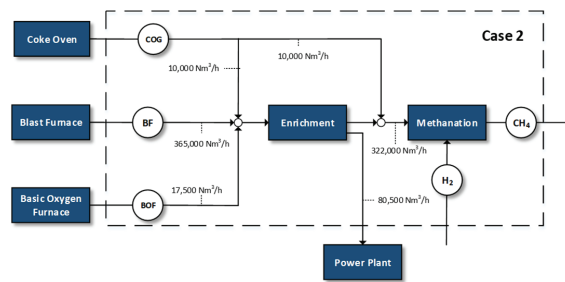 Case 2
Coke Oven
COG
10,000 Nm³/h
10,000 Nm³/h
Blast Furnace
BF
365,000 Nm³/h
Enrichment
Methanation
CH₄
322,000 Nm³/h
Basic Oxygen
Furnace
BOF
17,500 Nm³/h
H₂
80,500 Nm³/h
Power Plant